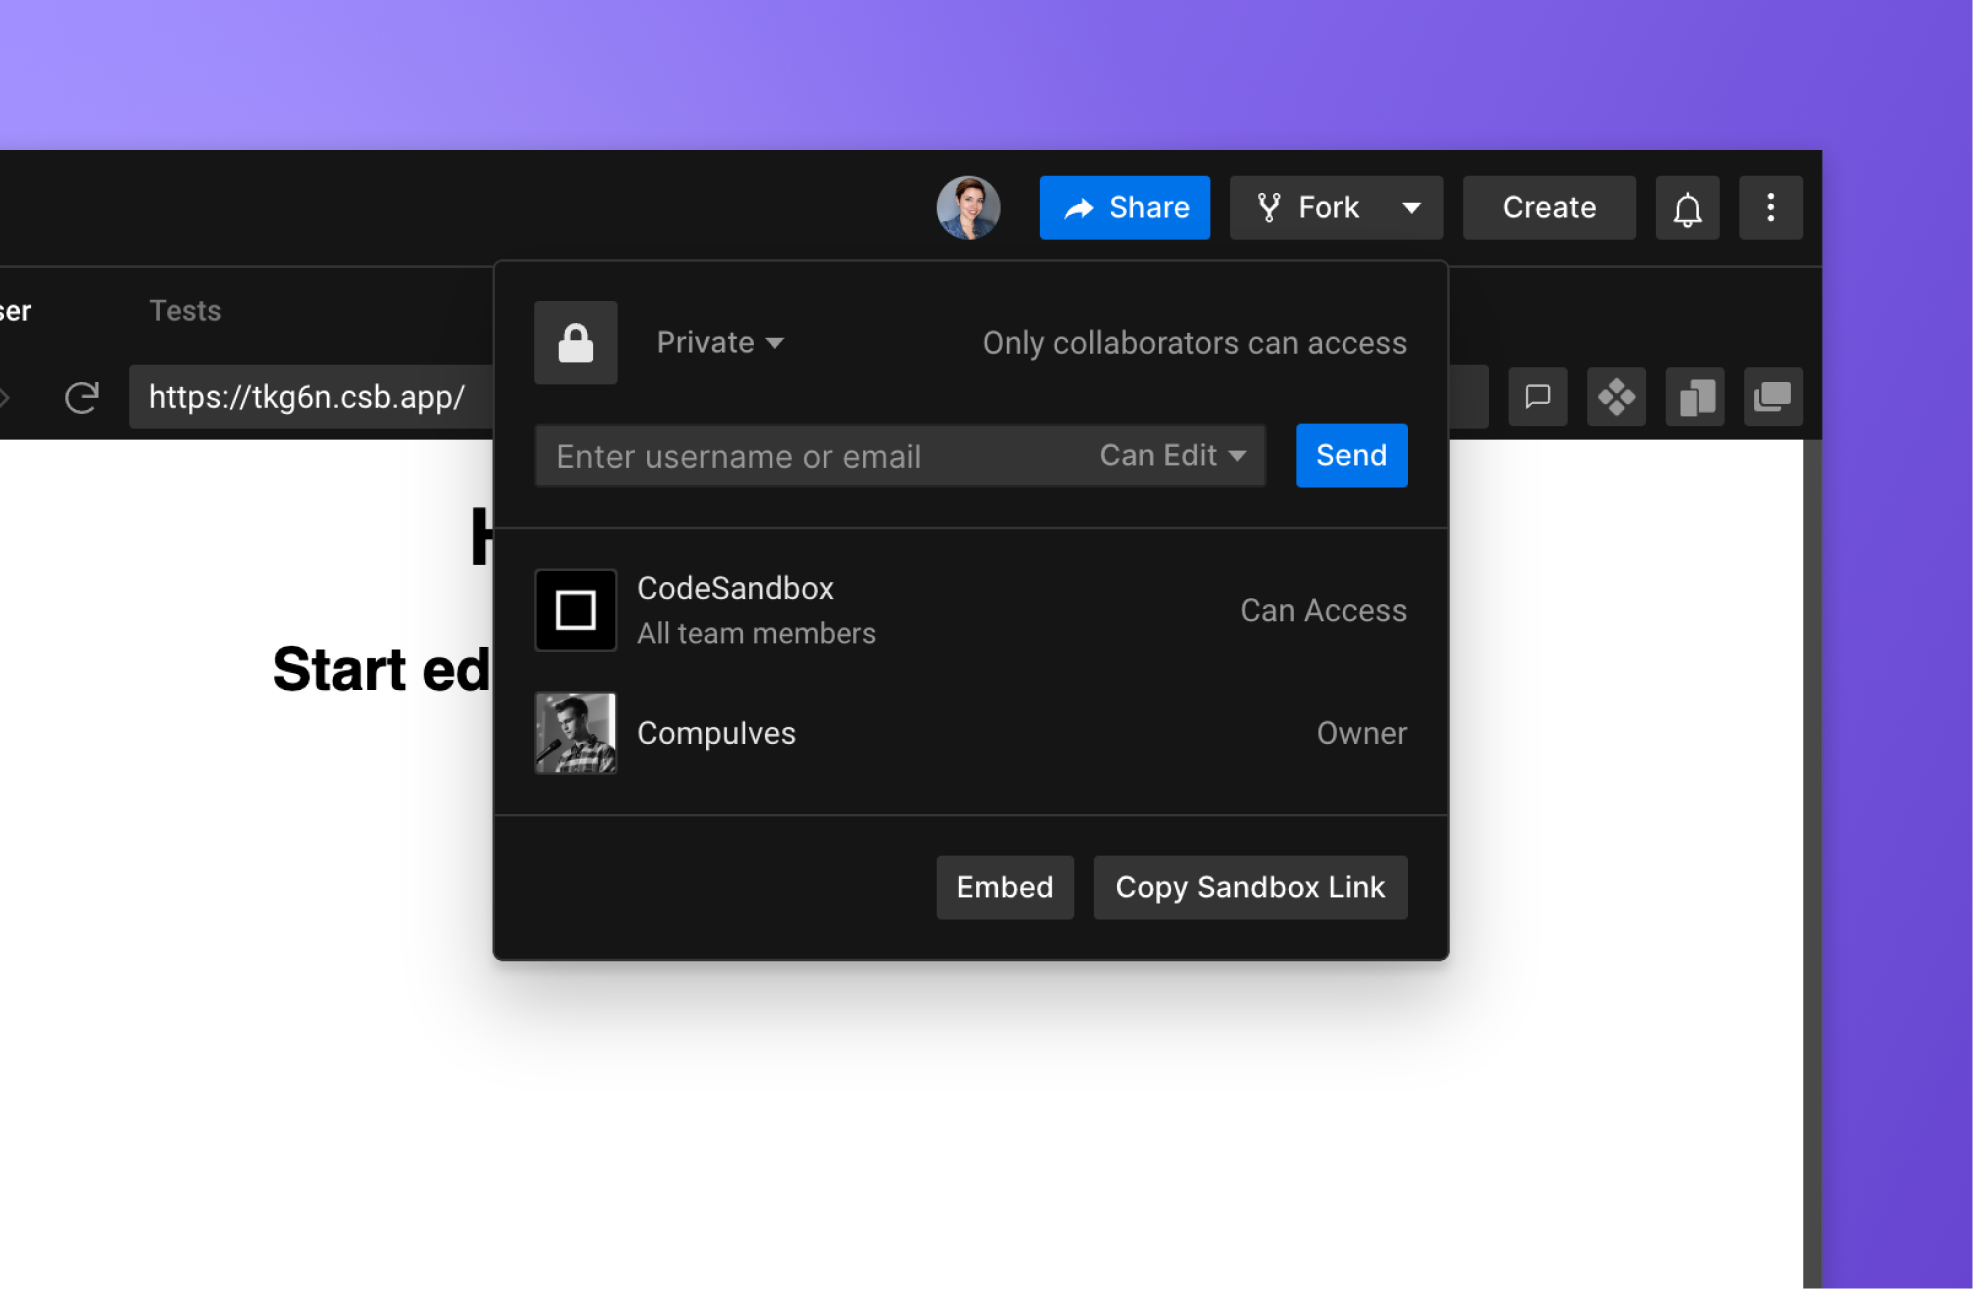 Share
Fork
Create
ser
Tests
https://tkg6n.csb.app/
Private
Only collaborators can access
Enter username or email
Can Edit
Send
H
Start ed
CodeSandbox
All team members
Can Access
CompuIves
Owner
Embed
Copy Sandbox Link